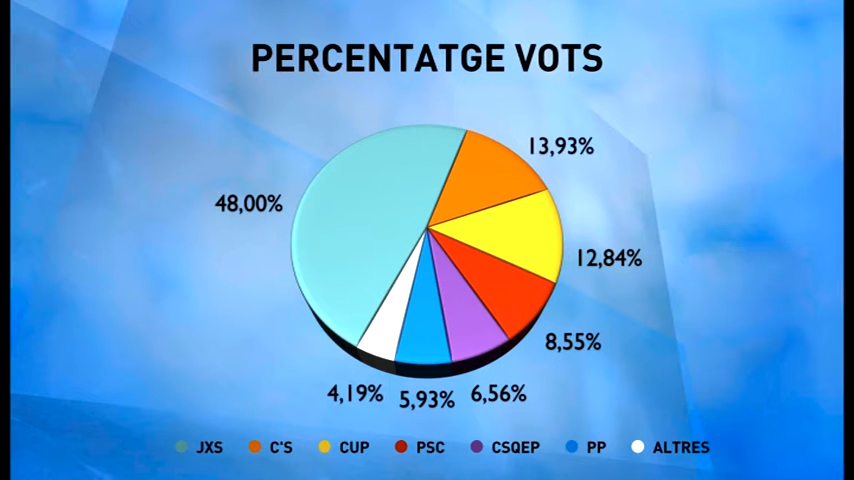 PERCENTATGE VOTS
13,93%
48,00%
12,84%
8,55%
4,19% 5,93% 6,56%
JXS C'S CUP PSC CSQEP PP ALTRES